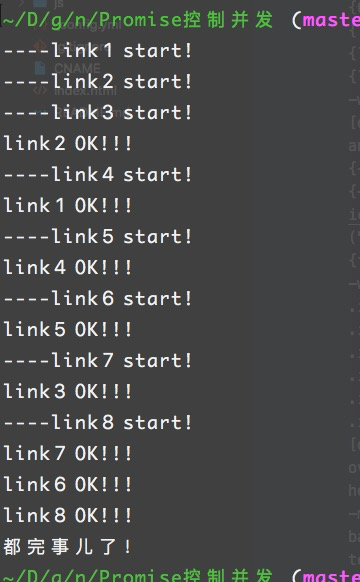 ~/D/g/n/Promise控制并发 (maste
----link1 start!
----link2 start!
----link3 start!
link2 OK!!!
----link4 start!
link1 OK!!!
----link5 start!
link4 OK!!!
----link6 start!
link5 OK!!!
----link7 start!
link3 OK!!!
----link8 start!
link7 OK!!!
link6 OK!!!
link8 OK!!!
都完事儿了！
~/D/g/n/Promise控制并发 (maste